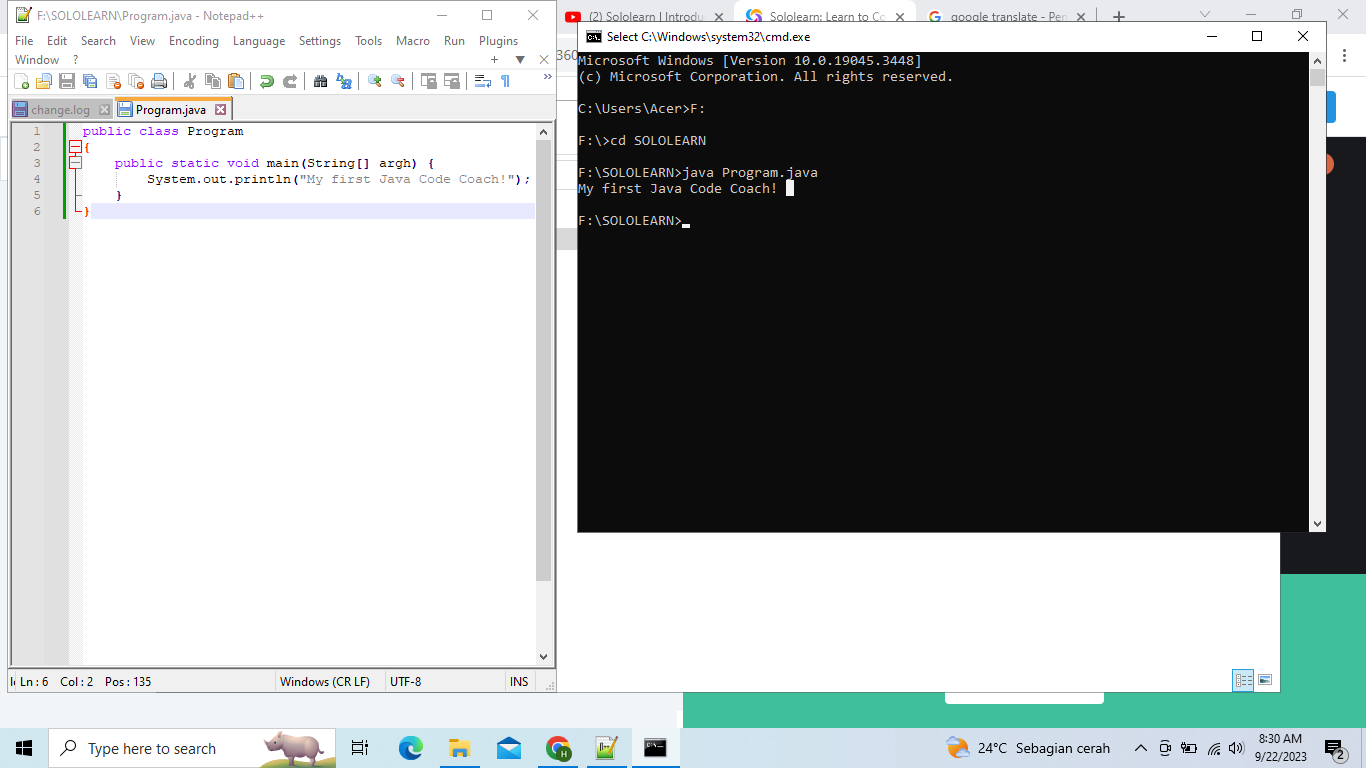 F:\SOLOLEARN\Program.java - Notepad++
File Edit Search View Encoding Language Settings Tools Macro Run Plugins
Window ? + ▼ X
change.log Program.java
1 public class Program
2 {
3 public static void main(String[] argh) {
4 System.out.println("My first Java Code Coach!");
5 }
6 }
Ln : 6 Col : 2 Pos : 135 Windows (CR LF) UTF-8 INS
(2) Sololearn | Introdu
Sololearn: Learn to Co
google translate - Pen
360
Select C:\Windows\system32\cmd.exe
Microsoft Windows [Version 10.0.19045.3448]
(c) Microsoft Corporation. All rights reserved.
C:\Users\Acer>F:
F:\>cd SOLOLEARN
F:\SOLOLEARN>java Program.java
My first Java Code Coach!
F:\SOLOLEARN>
Type here to search
24°C Sebagian cerah
8:30 AM
9/22/2023
2